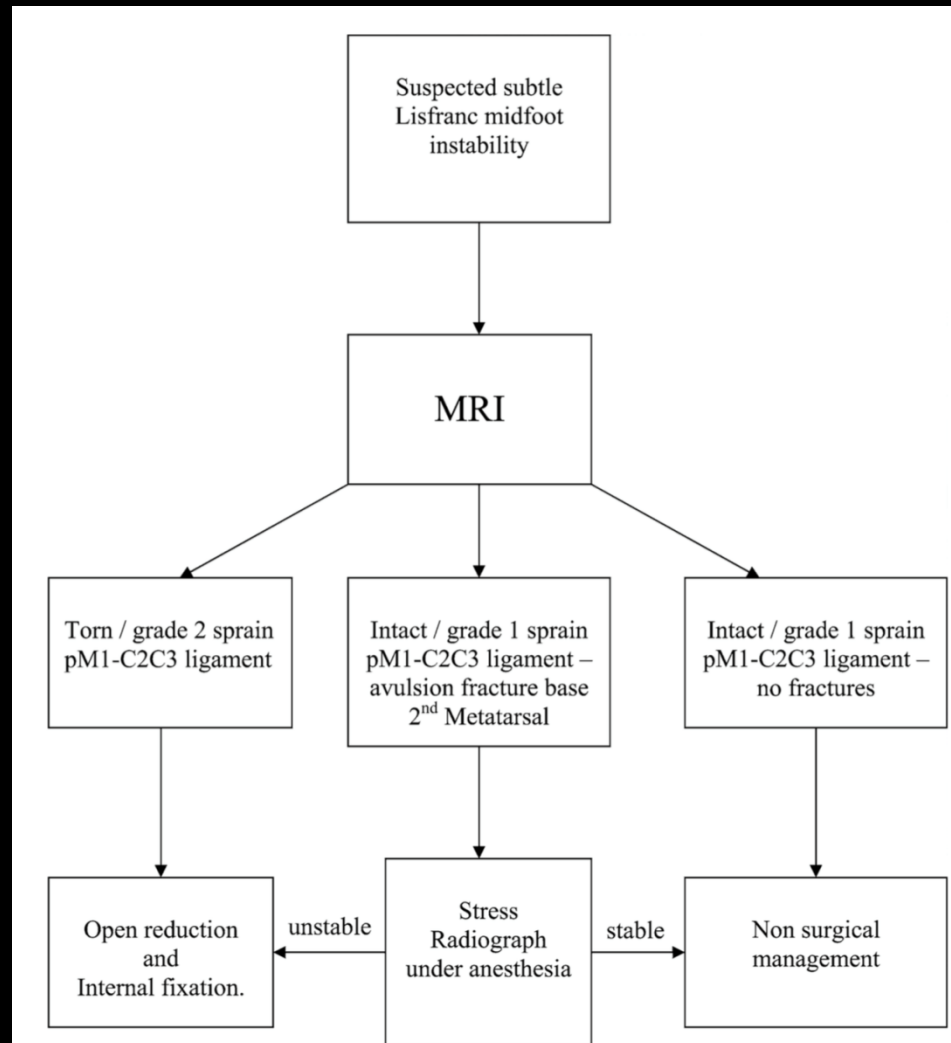 Suspected subtle
Lisfranc midfoot
instability
MRI
Torn / grade 2 sprain
pM1-C2C3 ligament
Intact / grade 1 sprain
pM1-C2C3 ligament –
avulsion fracture base
2nd Metatarsal
Intact / grade 1 sprain
pM1-C2C3 ligament –
no fractures
Open reduction
and
Internal fixation.
unstable
Stress
Radiograph
under anesthesia
stable
Non surgical
management